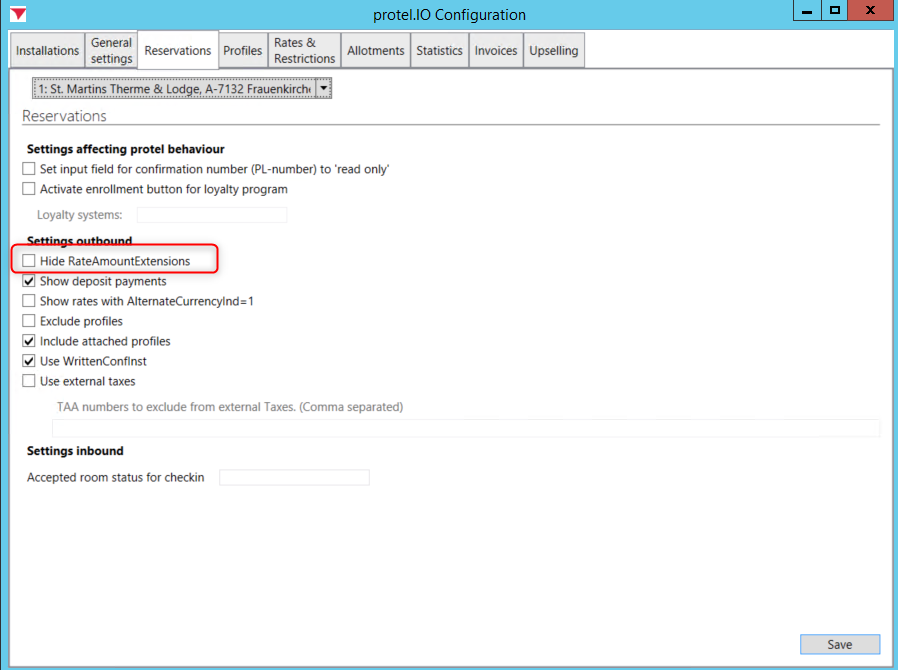 protel.IO Configuration
Installations
General settings
Reservations
Profiles
Rates & Restrictions
Allotments
Statistics
Invoices
Upselling
1: St. Martins Therme & Lodge, A-7132 Frauenkirche
Reservations
Settings affecting protel behaviour
Set input field for confirmation number (PL-number) to 'read only'
Activate enrollment button for loyalty program
Loyalty systems:
Settings outbound
Hide RateAmountExtensions
Show deposit payments
Show rates with AlternateCurrencyInd=1
Exclude profiles
Include attached profiles
Use WrittenConfInst
Use external taxes
TAA numbers to exclude from external Taxes. (Comma separated)
Settings inbound
Accepted room status for checkin
Save